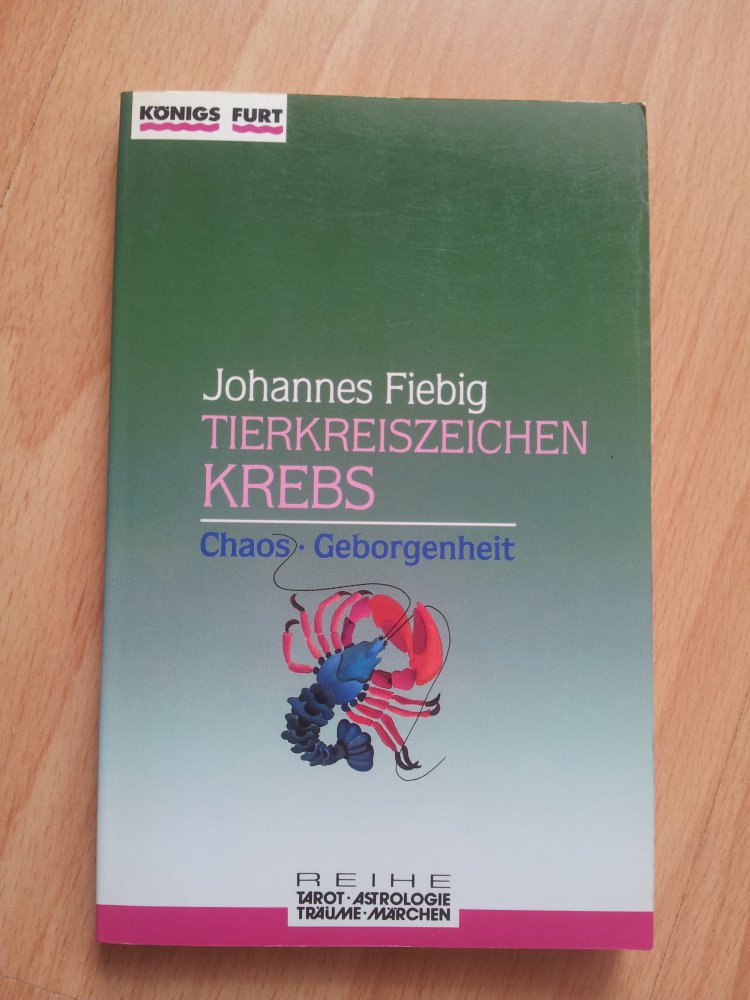 KÖNIGS FURT
Johannes Fiebig
TIERKREISZEICHEN
KREBS
Chaos · Geborgenheit
REIHE
TAROT · ASTROLOGIE
TRÄUME · MÄRCHEN